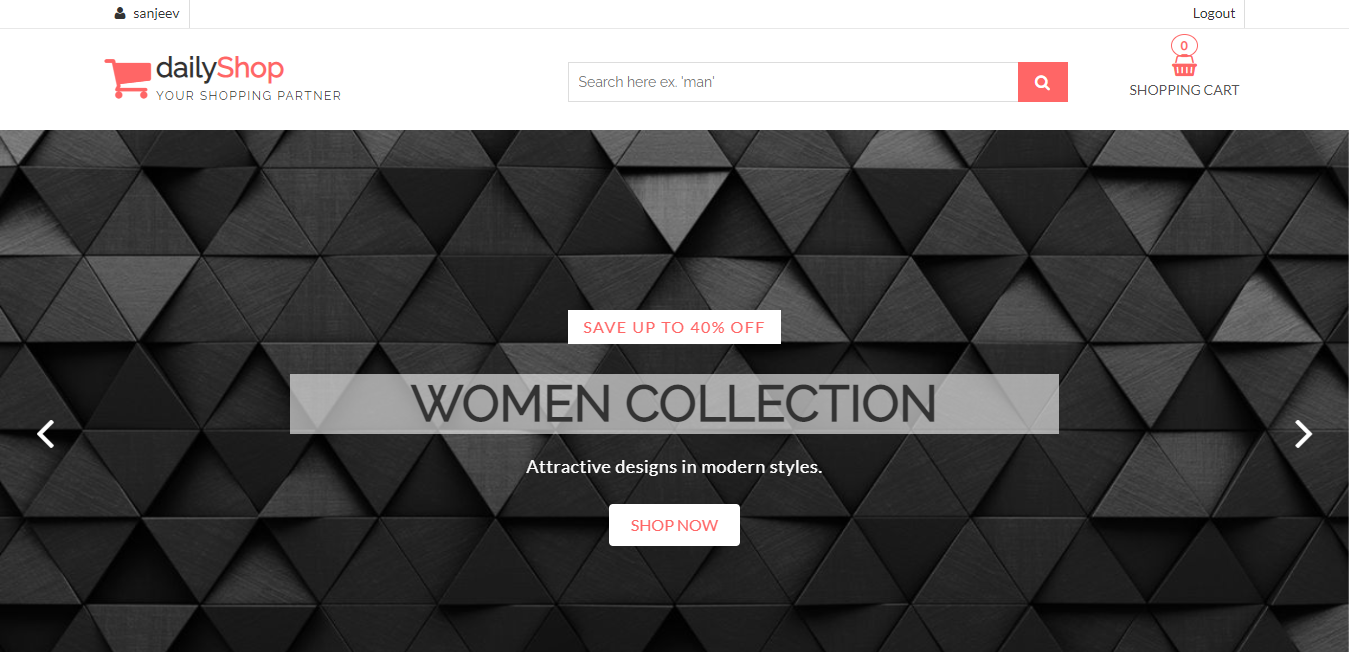 sanjeev
Logout
dailyShop
YOUR SHOPPING PARTNER
Search here ex. 'man'
0
SHOPPING CART
SAVE UP TO 40% OFF
WOMEN COLLECTION
Attractive designs in modern styles.
SHOP NOW